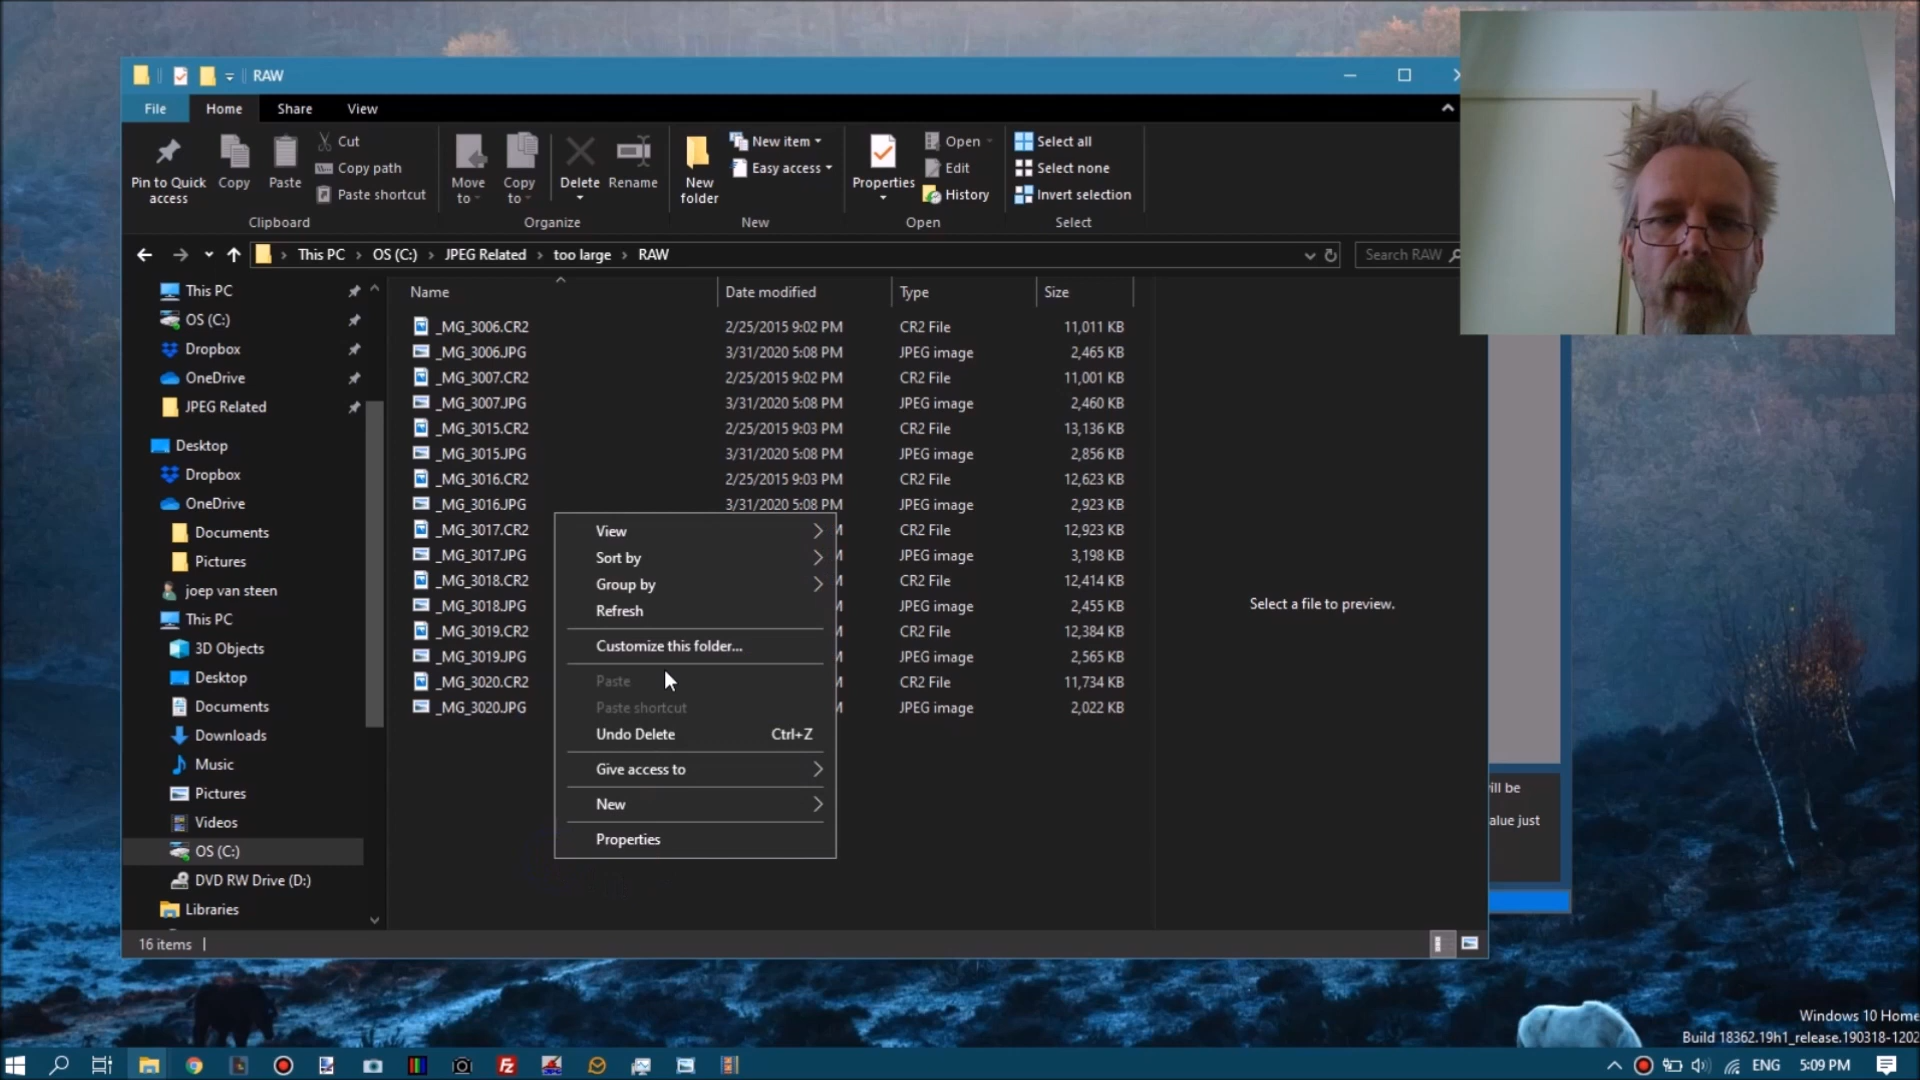 RAW
File Home Share View
Pin to Quick access
Copy
Paste
Cut
Copy path
Paste shortcut
Clipboard
Move to
Copy to
Delete
Rename
Organize
New folder
New item
Easy access
New
Properties
Open
Edit
History
Open
Select all
Select none
Invert selection
Select
This PC > OS (C:) > JPEG Related > too large > RAW
Search RAW
This PC
OS (C:)
Dropbox
OneDrive
JPEG Related
Desktop
Dropbox
OneDrive
Documents
Pictures
joep van steen
This PC
3D Objects
Desktop
Documents
Downloads
Music
Pictures
Videos
OS (C:)
DVD RW Drive (D:)
Libraries
Name Date modified Type Size
_MG_3006.CR2 2/25/2015 9:02 PM CR2 File 11,011 KB
_MG_3006.JPG 3/31/2020 5:08 PM JPEG image 2,465 KB
_MG_3007.CR2 2/25/2015 9:02 PM CR2 File 11,001 KB
_MG_3007.JPG 3/31/2020 5:08 PM JPEG image 2,460 KB
_MG_3015.CR2 2/25/2015 9:03 PM CR2 File 13,136 KB
_MG_3015.JPG 3/31/2020 5:08 PM JPEG image 2,856 KB
_MG_3016.CR2 2/25/2015 9:03 PM CR2 File 12,623 KB
_MG_3016.JPG 3/31/2020 5:08 PM JPEG image 2,923 KB
_MG_3017.CR2 CR2 File 12,923 KB
_MG_3017.JPG JPEG image 3,198 KB
_MG_3018.CR2 CR2 File 12,414 KB
_MG_3018.JPG JPEG image 2,455 KB
_MG_3019.CR2 CR2 File 12,384 KB
_MG_3019.JPG JPEG image 2,565 KB
_MG_3020.CR2 CR2 File 11,734 KB
_MG_3020.JPG JPEG image 2,022 KB
View
Sort by
Group by
Refresh
Customize this folder...
Paste
Paste shortcut
Undo Delete Ctrl+Z
Give access to
New
Properties
Select a file to preview.
ill be
alue just
16 items
Windows 10 Home
Build 18362.19h1_release.190318-1202
ENG 5:09 PM